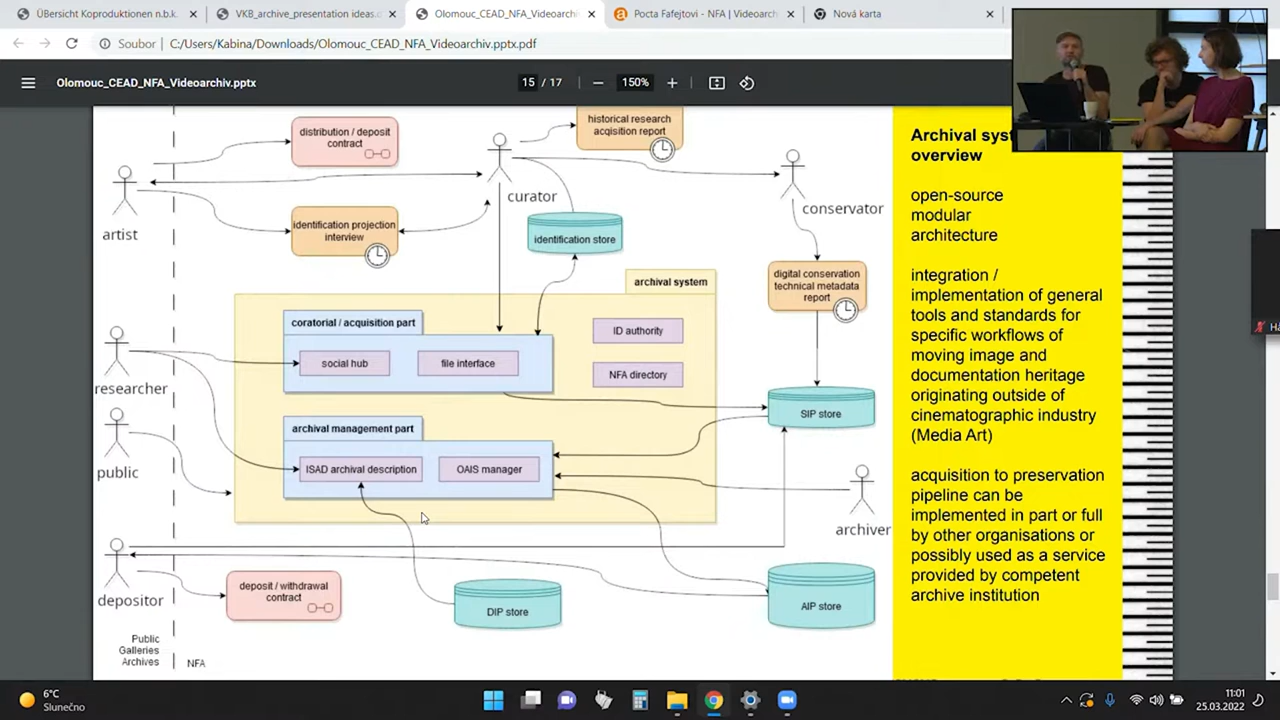 Übersicht Koproduktionen n.b.k.
VKB_archive_presentation ideas.
Olomouc_CEAD_NFA_Videoarchiv
Pocta Fafejtovi - NFA | Videoarch
Nová karta
Soubor
C:/Users/Kabina/Downloads/Olomouc_CEAD_NFA_Videoarchiv.pptx.pdf
Olomouc_CEAD_NFA_Videoarchiv.pptx
15 / 17
150%
distribution / deposit
contract
historical research
acqisition report
artist
curator
conservator
identification projection
interview
identification store
digital conservation
technical metadata
report
archival system
coratorial / acquisition part
social hub
file interface
ID authority
NFA directory
researcher
SIP store
archival management part
ISAD archival description
OAIS manager
public
archiver
depositor
deposit / withdrawal
contract
DIP store
AIP store
Public
Galleries
Archives
NFA
Archival sys
overview
open-source
modular
architecture
integration /
implementation of general
tools and standards for
specific workflows of
moving image and
documentation heritage
originating outside of
cinematographic industry
(Media Art)
acquisition to preservation
pipeline can be
implemented in part or full
by other organisations or
possibly used as a service
provided by competent
archive institution
6°C
Slunečno
11:01
25.03.2022